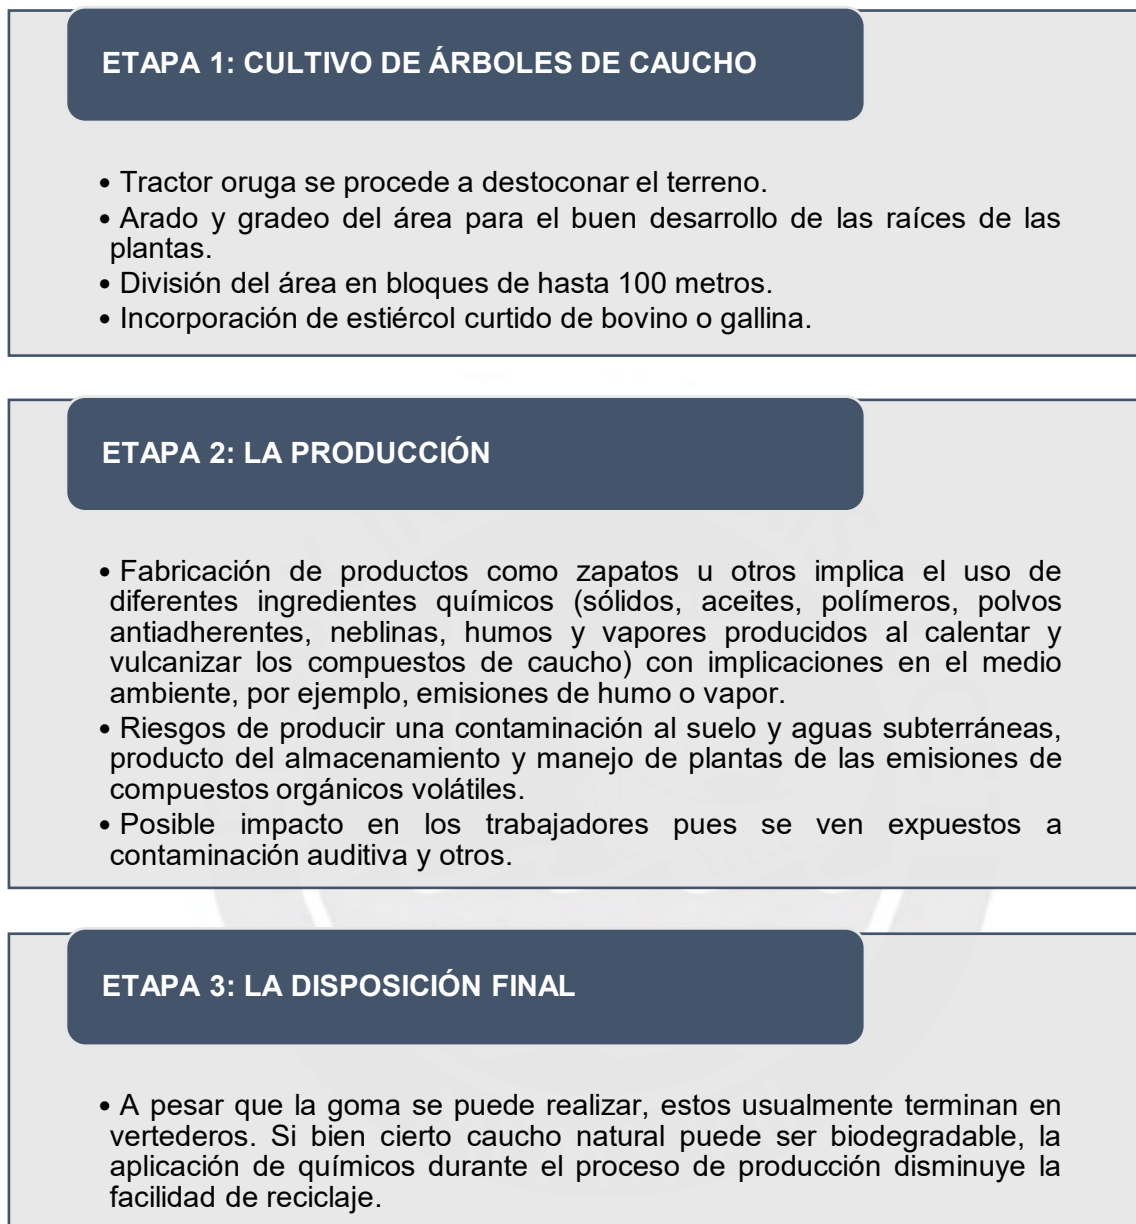 ETAPA 1: CULTIVO DE ÁRBOLES DE CAUCHO
• Tractor oruga se procede a destoconar el terreno.
• Arado y gradeo del área para el buen desarrollo de las raíces de las
plantas.
• División del área en bloques de hasta 100 metros.
• Incorporación de estiércol curtido de bovino o gallina.
ETAPA 2: LA PRODUCCIÓN
• Fabricación de productos como zapatos u otros implica el uso de
diferentes ingredientes químicos (sólidos, aceites, polímeros, polvos
antiadherentes, neblinas, humos y vapores producidos al calentar y
vulcanizar los compuestos de caucho) con implicaciones en el medio
ambiente, por ejemplo, emisiones de humo o vapor.
• Riesgos de producir una contaminación al suelo y aguas subterráneas,
producto del almacenamiento y manejo de plantas de las emisiones de
compuestos orgánicos volátiles.
• Posible impacto en los trabajadores pues se ven expuestos a
contaminación auditiva y otros.
ETAPA 3: LA DISPOSICIÓN FINAL
• A pesar que la goma se puede realizar, estos usualmente terminan en
vertederos. Si bien cierto caucho natural puede ser biodegradable, la
aplicación de químicos durante el proceso de producción disminuye la
facilidad de reciclaje.